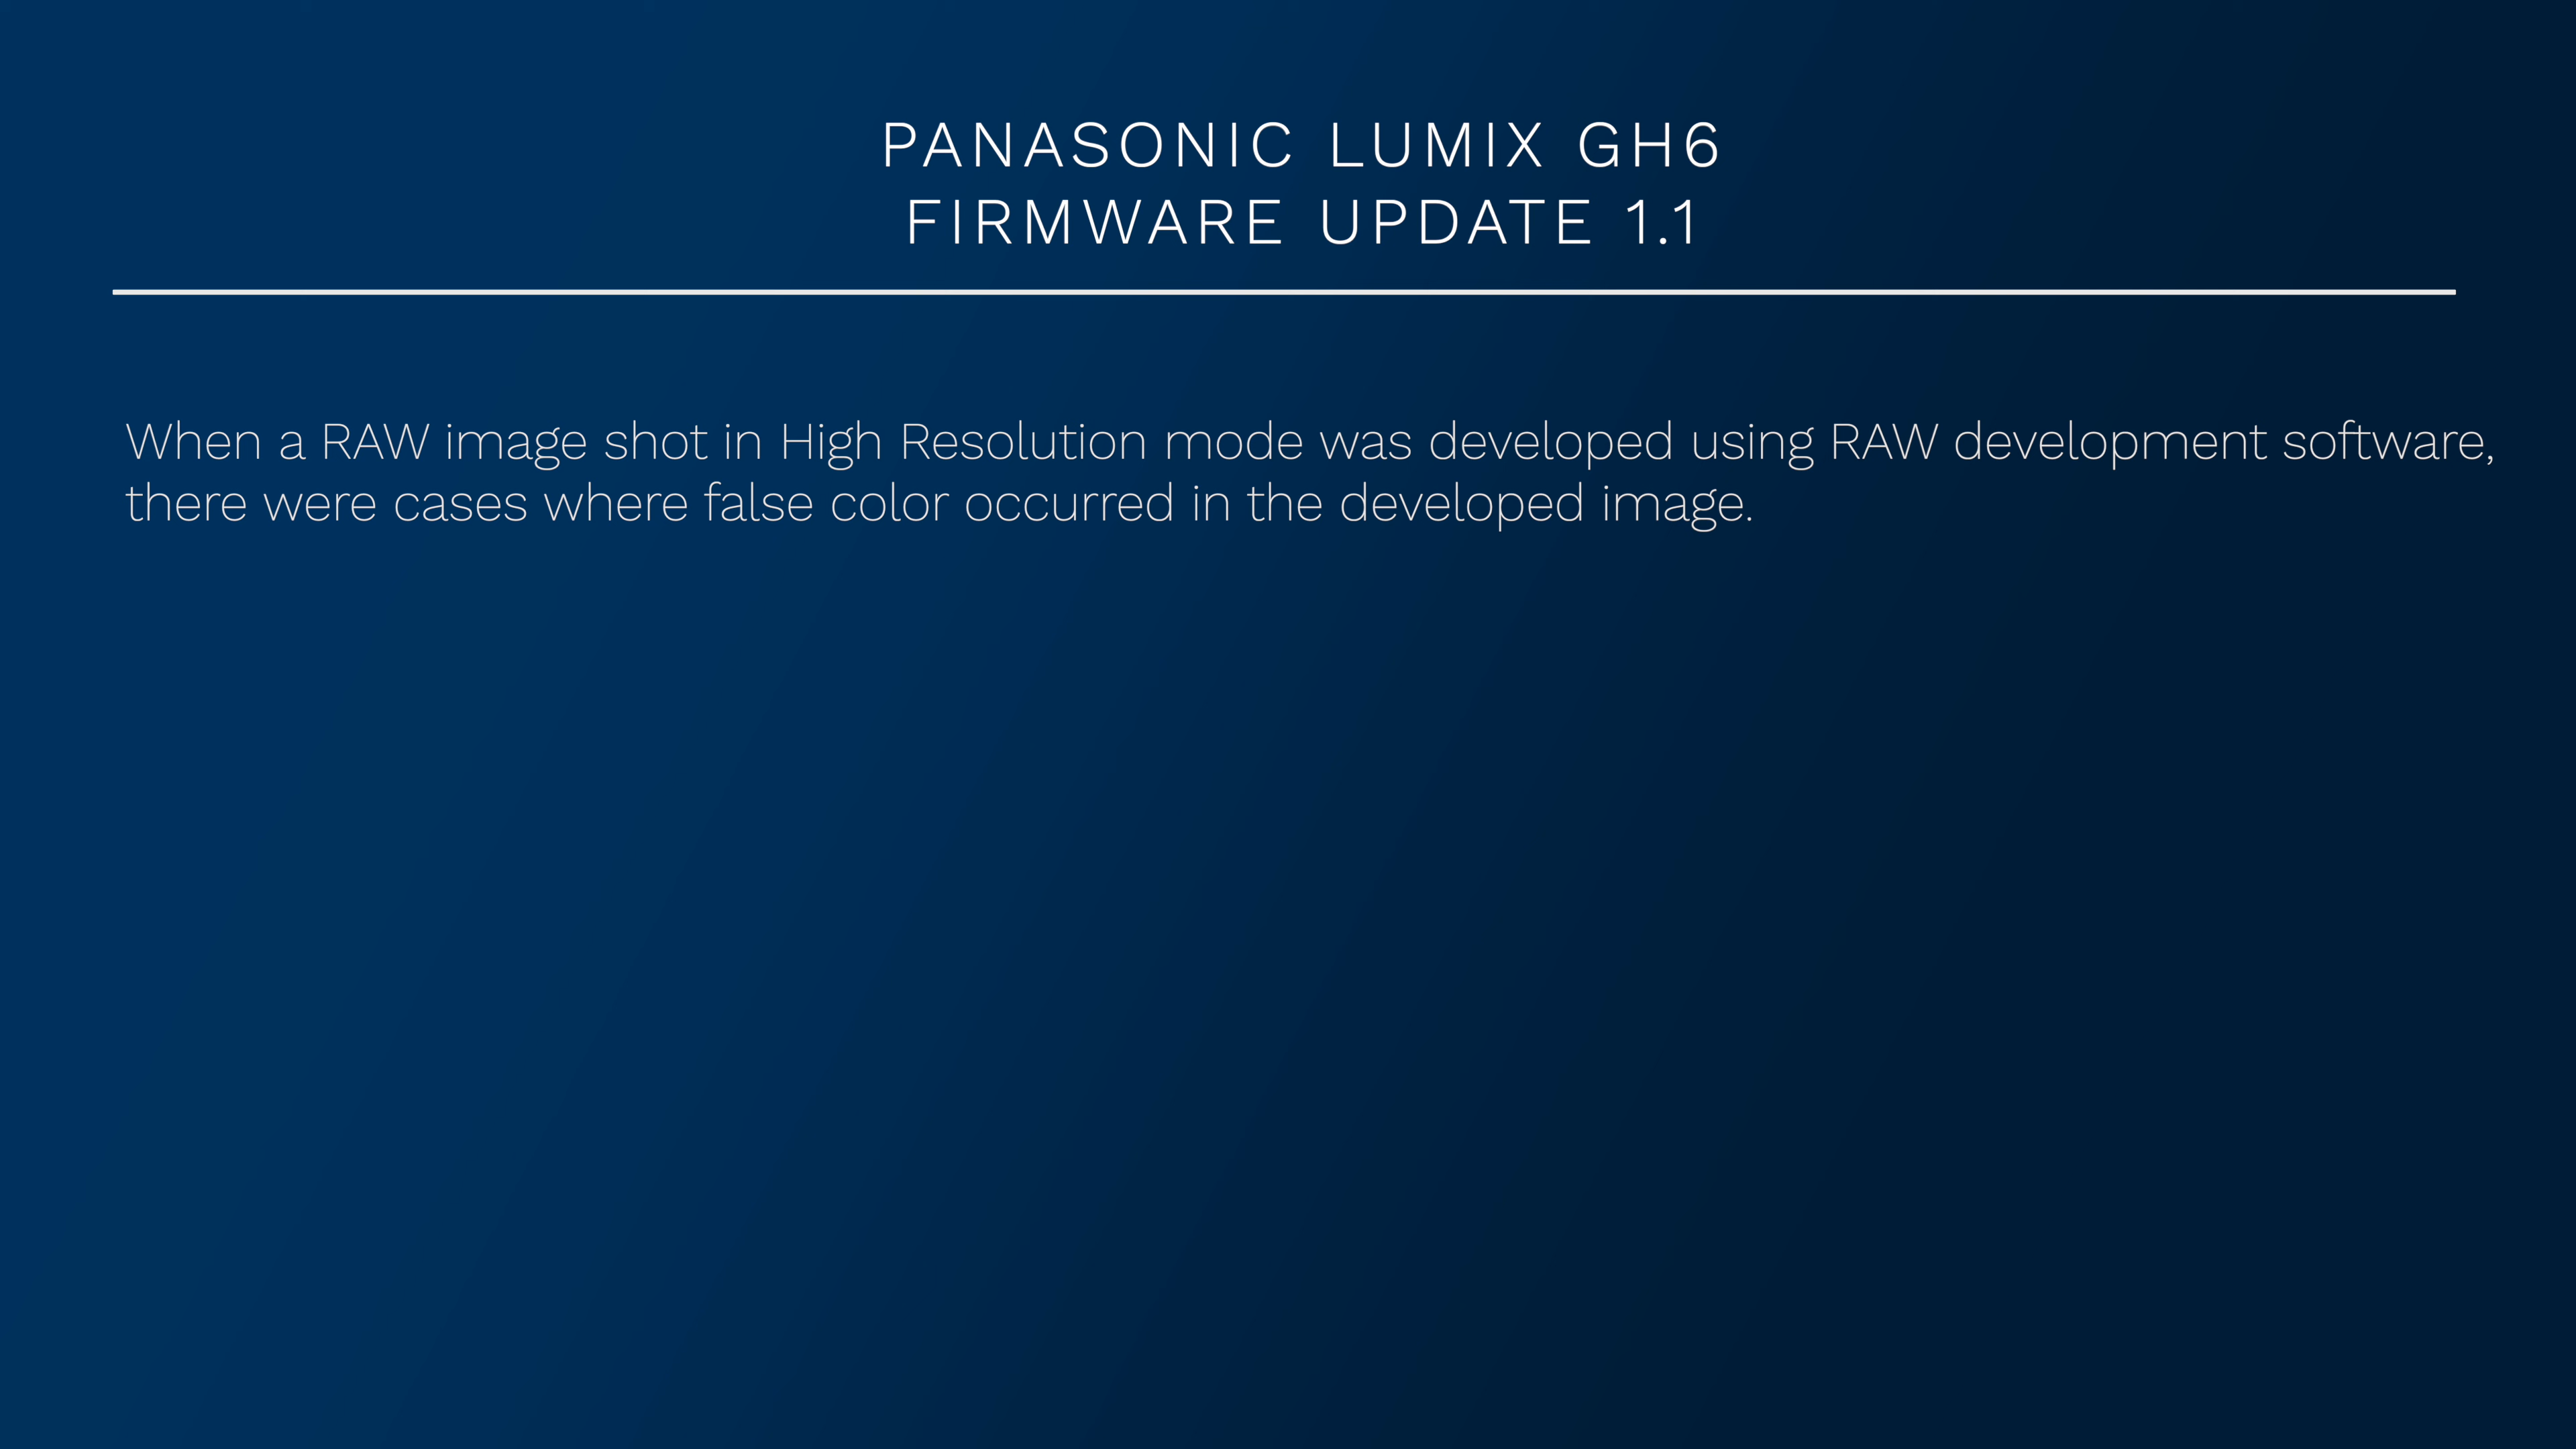 PANASONIC LUMIX GH6
FIRMWARE UPDATE 1.1
When a RAW image shot in High Resolution mode was developed using RAW development software,
there were cases where false color occurred in the developed image.